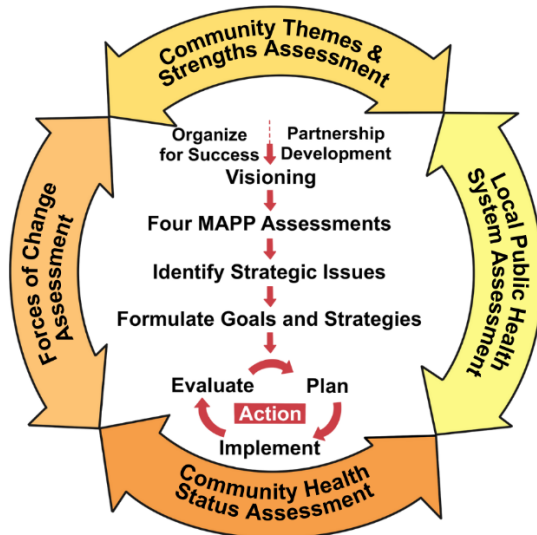 Community Themes &
Strengths Assessment
Organize
for Success
Partnership
Development
Visioning
Four MAPP Assessments
Identify Strategic Issues
Formulate Goals and Strategies
Evaluate
Plan
Action
Implement
Forces of Change
Assessment
Local Public Health
System Assessment
Community Health
Status Assessment